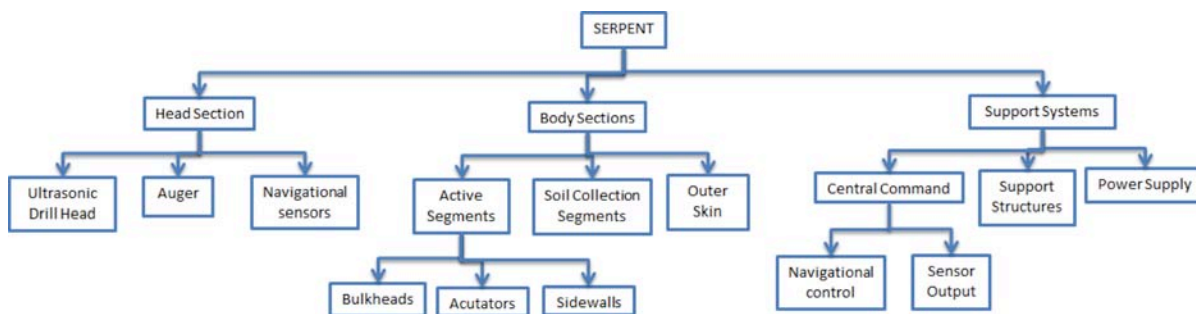 SERPENT
Head Section
Body Sections
Support Systems
Ultrasonic
Drill Head
Auger
Navigational
sensors
Active
Segments
Soil Collection
Segments
Outer
Skin
Central Command
Support
Structures
Power Supply
Bulkheads
Acutators
Sidewalls
Navigational
control
Sensor
Output